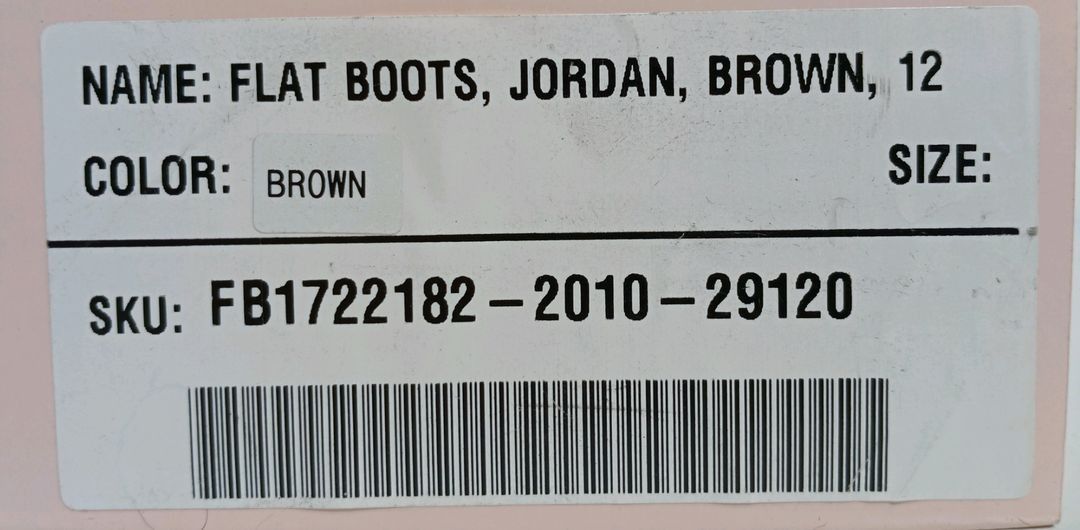 NAME: FLAT BOOTS, JORDAN, BROWN, 12
COLOR: BROWN SIZE:
SKU: FB1722182-2010-29120